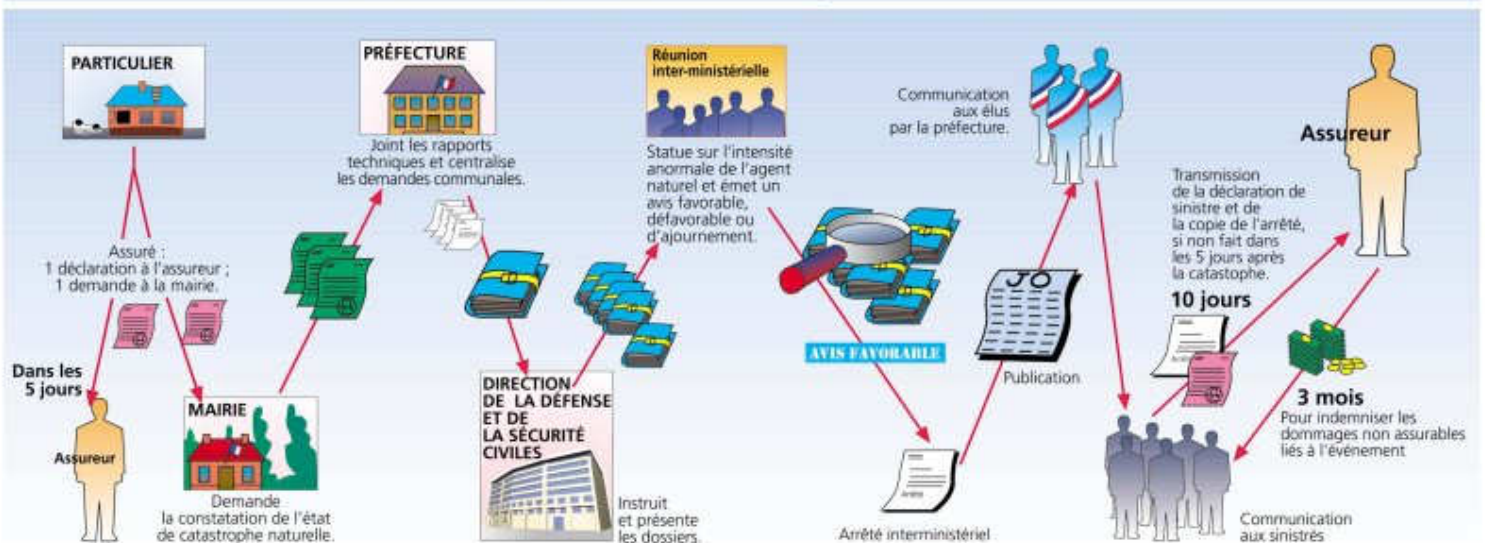 PARTICULIER
Assuré :
1 déclaration à l'assureur ;
1 demande à la mairie.
Dans les
5 jours
Assureur
MAIRIE
Demande
la constatation de l'état
de catastrophe naturelle.
PRÉFECTURE
Joint les rapports
techniques et centralise
les demandes communales.
DIRECTION
DE LA DÉFENSE
ET DE
LA SÉCURITÉ
CIVILES
Instruit
et présente
les dossiers.
Réunion
inter-ministérielle
Statue sur l'intensité
anormale de l'agent
naturel et émet un
avis favorable,
défavorable ou
d'ajournement.
AVIS FAVORABLE
Arrêté
Arrêté interministériel
JO
Publication
Communication
aux élus
par la préfecture.
Communication
aux sinistrés
Transmission
de la déclaration de
sinistre et de
la copie de l'arrêté,
si non fait dans
les 5 jours après
la catastrophe.
10 jours
Arrêté
Assureur
3 mois
Pour indemniser les
dommages non assurables
liés à l'événement